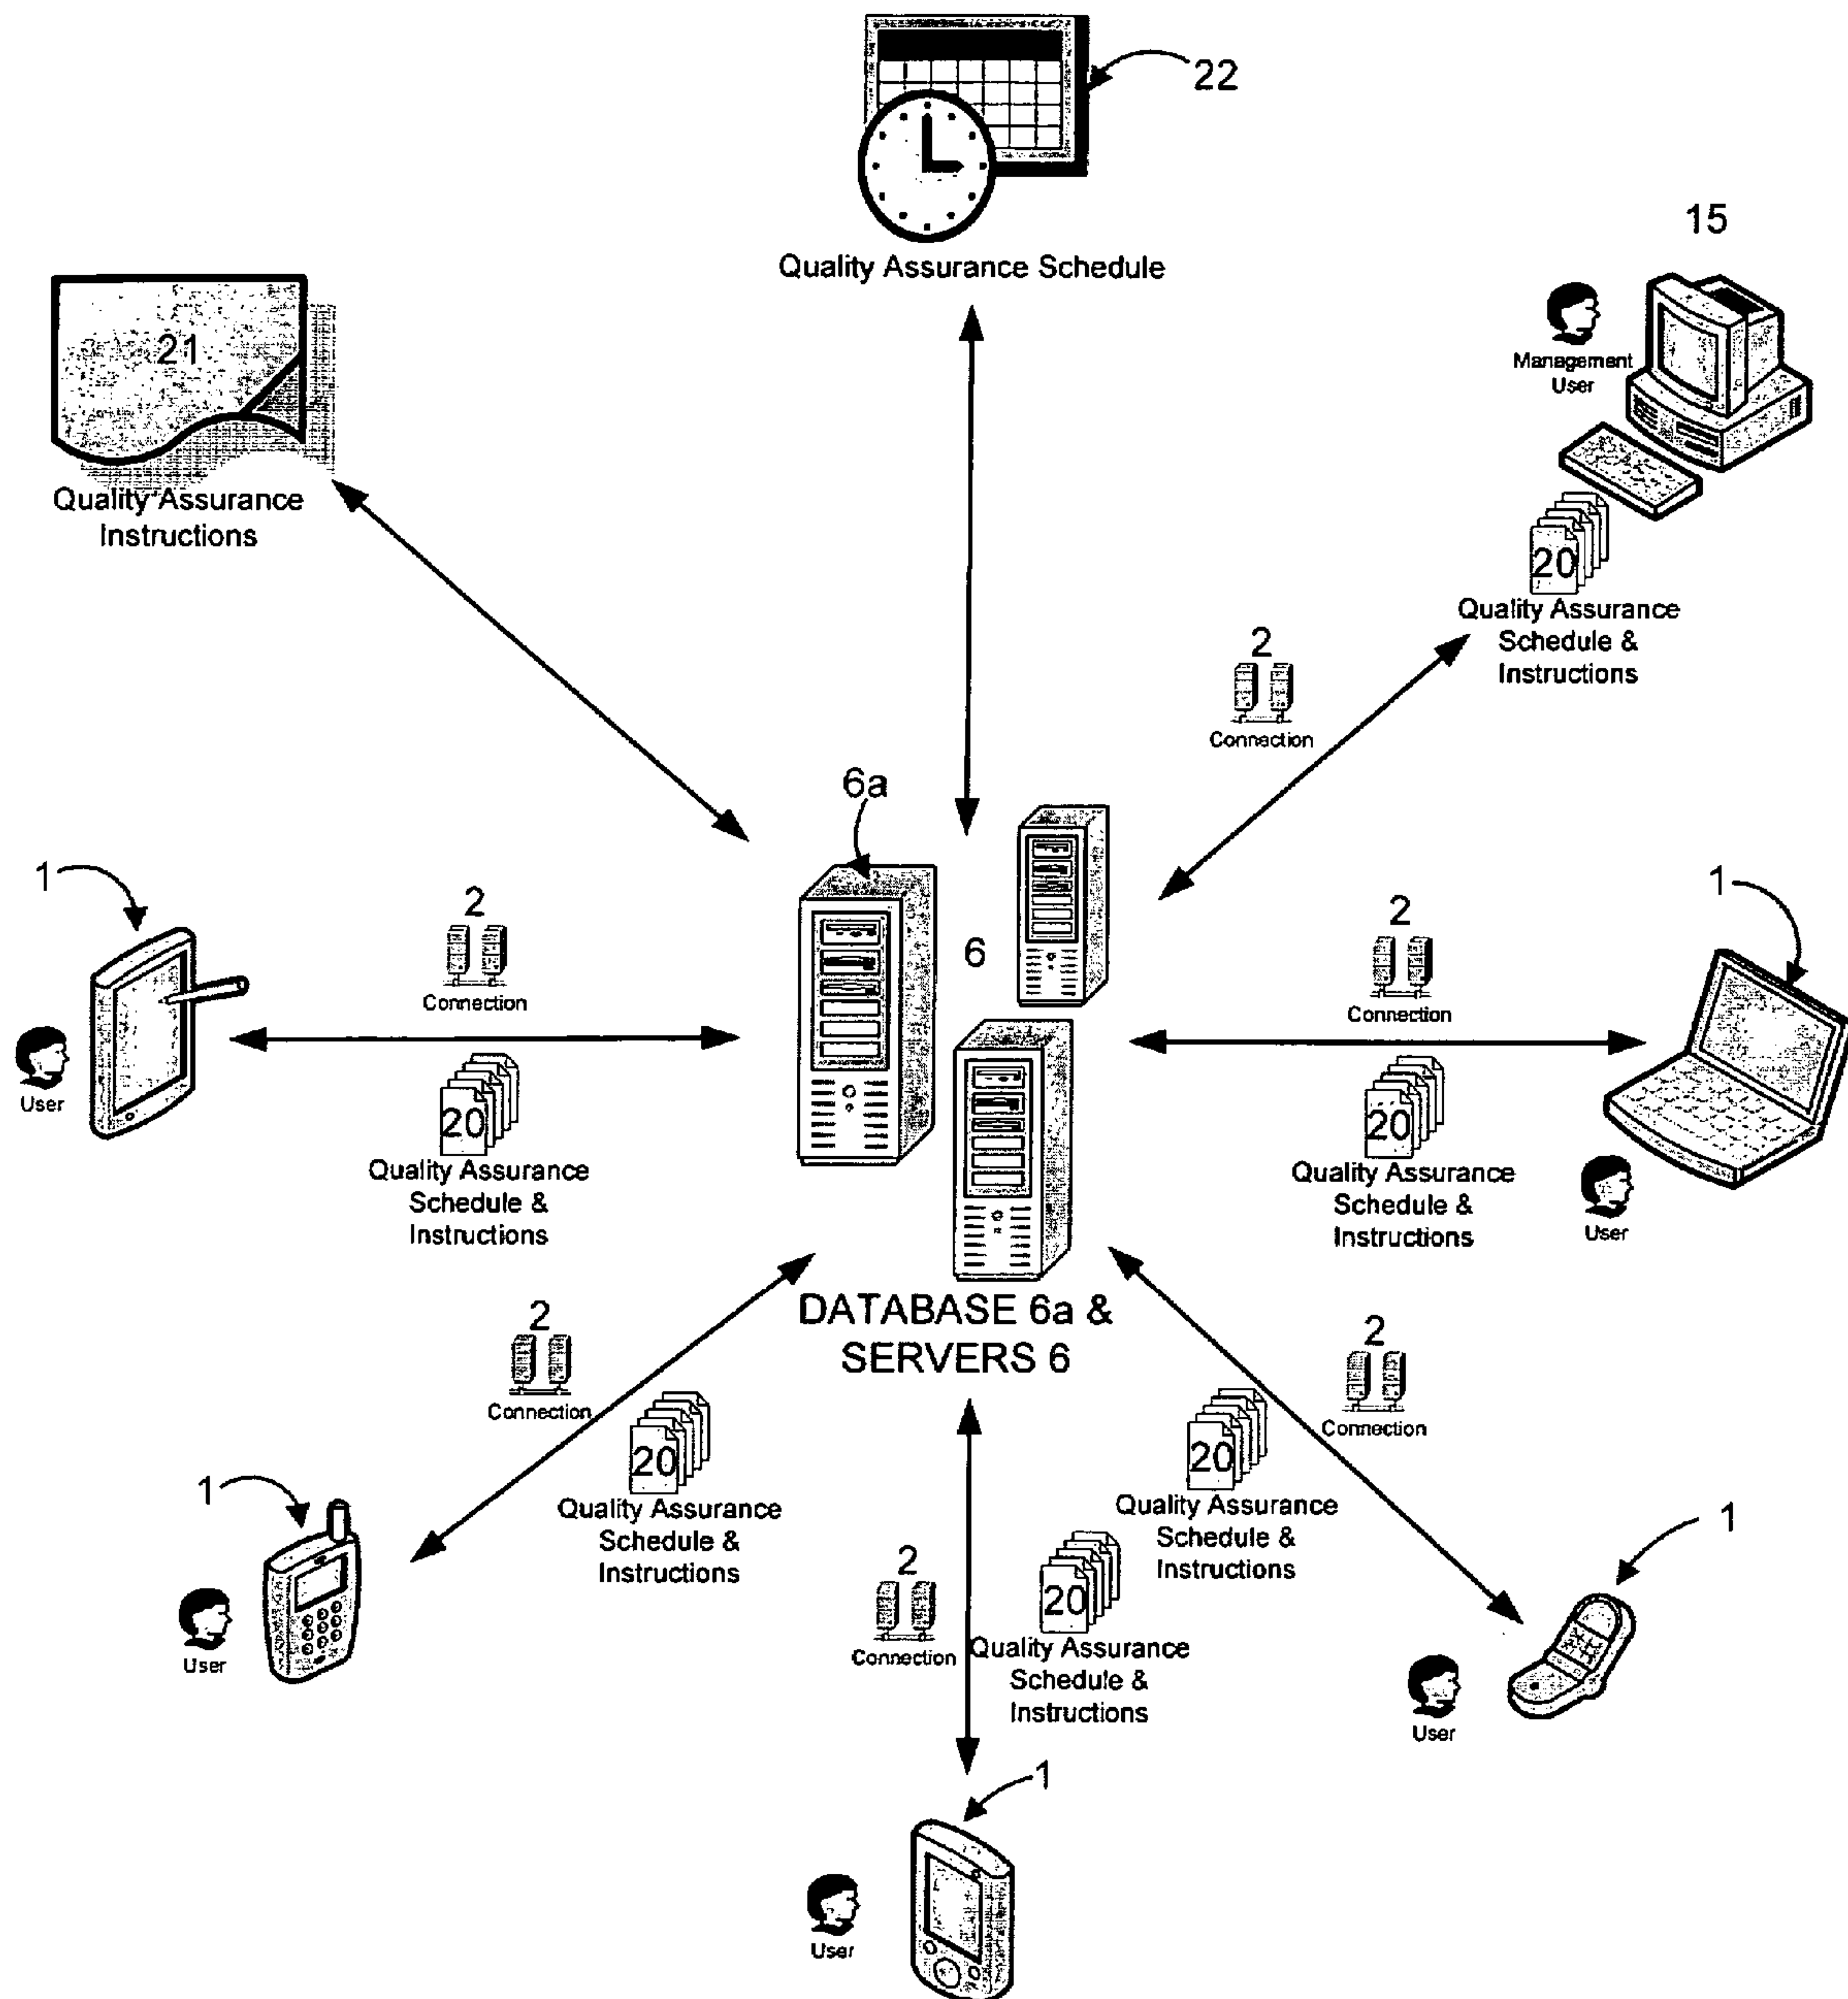 22
Quality Assurance Schedule
15
Management
User
21
Quality Assurance
Instructions
20
Quality Assurance
Schedule &
Instructions
2
Connection
6a
6
1
2
Connection
User
20
Quality Assurance
Schedule &
Instructions
1
2
Connection
20
Quality Assurance
Schedule &
Instructions
User
DATABASE 6a &
SERVERS 6
2
Connection
20
Quality Assurance
Schedule &
Instructions
1
User
2
Connection
20
Quality Assurance
Schedule &
Instructions
1
User
2
Connection
20
Quality Assurance
Schedule &
Instructions
1
User